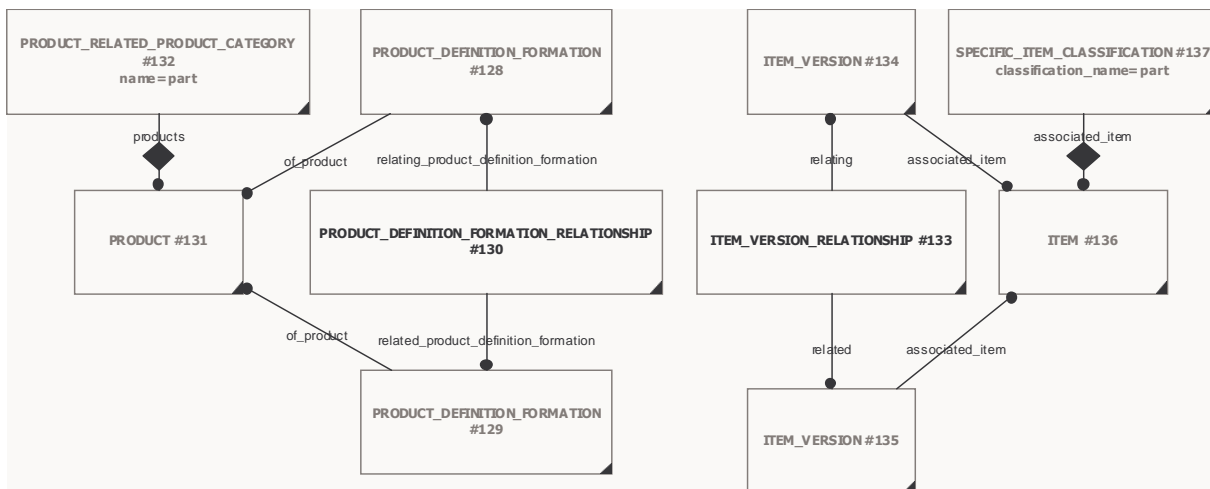 PRODUCT_RELATED_PRODUCT_CATEGORY
#132
name=part
PRODUCT_DEFINITION_FORMATION
#128
ITEM_VERSION #134
SPECIFIC_ITEM_CLASSIFICATION #137
classification_name=part
products
of_product
relating_product_definition_formation
relating
associated_item
associated_item
PRODUCT #131
PRODUCT_DEFINITION_FORMATION_RELATIONSHIP
#130
ITEM_VERSION_RELATIONSHIP #133
ITEM #136
of_product
related_product_definition_formation
related
associated_item
PRODUCT_DEFINITION_FORMATION
#129
ITEM_VERSION #135